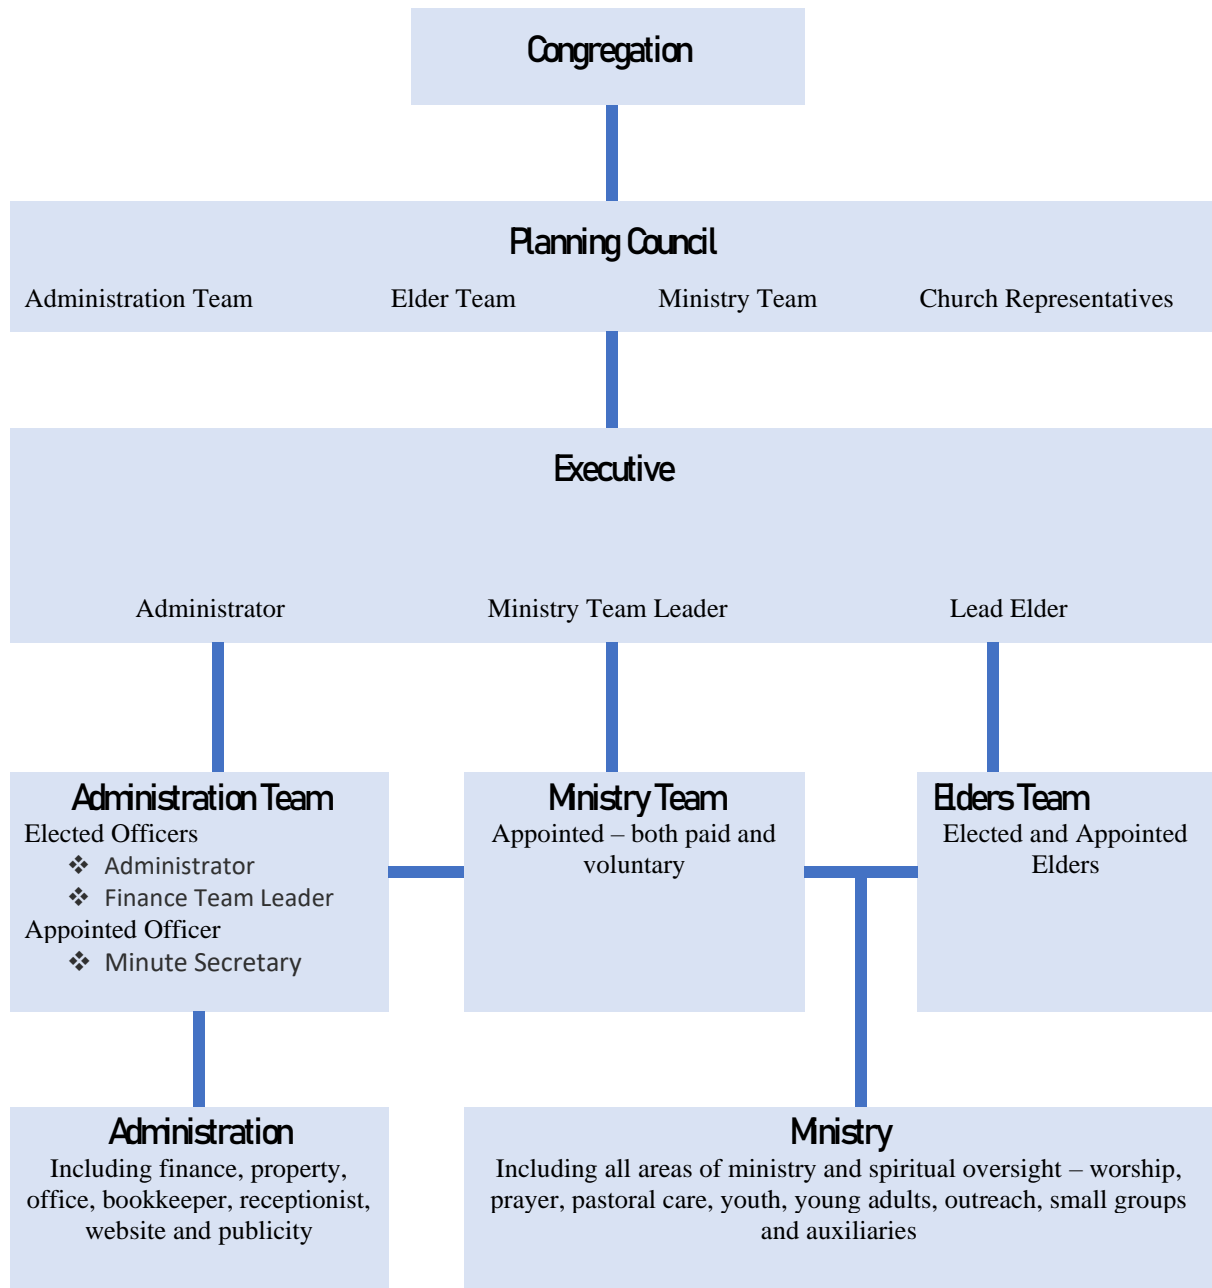 Congregation
Planning Council
Administration Team Elder Team Ministry Team Church Representatives
Executive
Administrator Ministry Team Leader Lead Elder
Administration Team
Elected Officers
❖ Administrator
❖ Finance Team Leader
Appointed Officer
❖ Minute Secretary
Ministry Team
Appointed – both paid and
voluntary
Elders Team
Elected and Appointed
Elders
Administration
Including finance, property,
office, bookkeeper, receptionist,
website and publicity
Ministry
Including all areas of ministry and spiritual oversight – worship,
prayer, pastoral care, youth, young adults, outreach, small groups
and auxiliaries